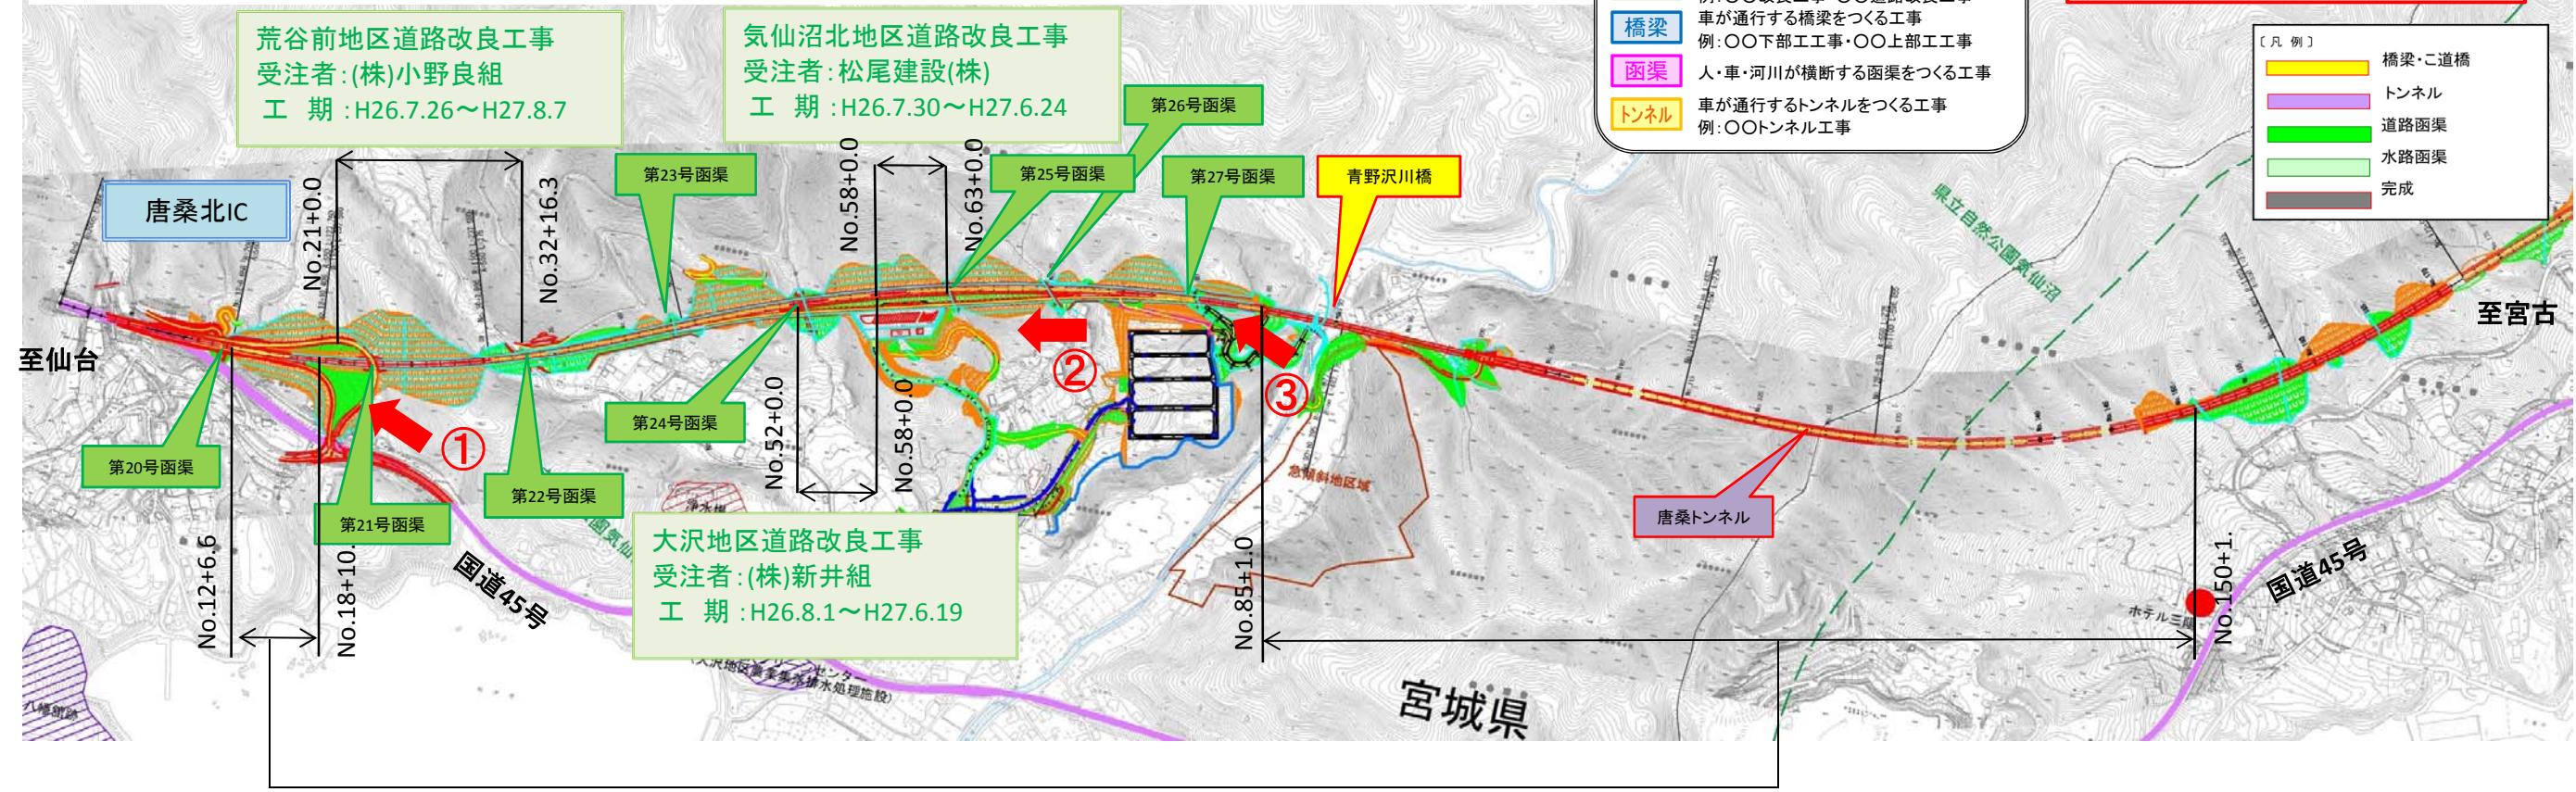 荒谷前地区道路改良工事
受注者：(株)小野良組
工　期：H26.7.26～H27.8.7
気仙沼北地区道路改良工事
受注者：松尾建設(株)
工　期：H26.7.30～H27.6.24
橋梁
車が通行する橋梁をつくる工事
例：〇〇下部工工事・〇〇上部工工事
函渠
人・車・河川が横断する函渠をつくる工事
トンネル
車が通行するトンネルをつくる工事
例：〇〇トンネル工事
〔凡 例〕
橋梁・こ道橋
トンネル
道路函渠
水路函渠
完成
唐桑北IC
No.21+0.0
No.32+16.3
第23号函渠
No.58+0.0
No.63+0.0
第25号函渠
第26号函渠
第27号函渠
青野沢川橋
県立自然公園気仙沼
至仙台
至宮古
①
②
③
第20号函渠
第21号函渠
第22号函渠
第24号函渠
No.52+0.0
No.58+0.0
No.12+6.6
No.18+10.
国道45号
大沢地区道路改良工事
受注者：(株)新井組
工　期：H26.8.1～H27.6.19
急傾斜地区域
唐桑トンネル
No.85+1.0
No.150+1.
国道45号
ホテル三陽
宮城県
八幡館跡